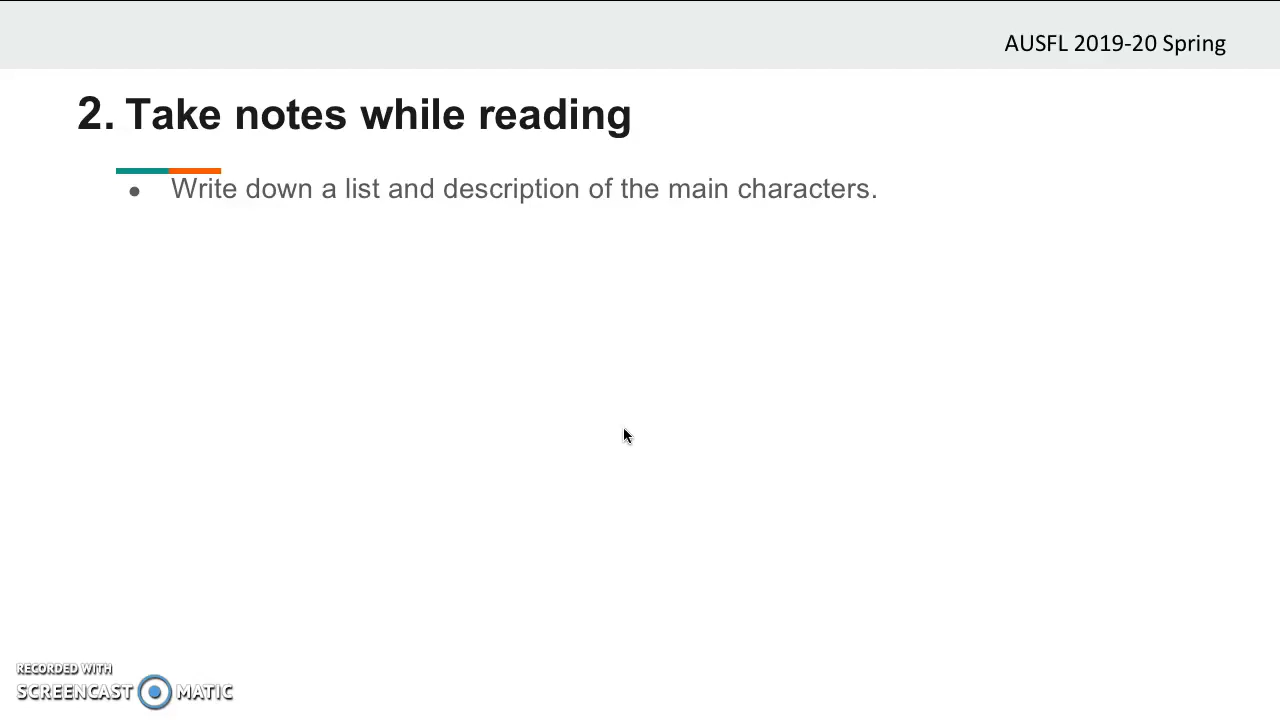 AUSFL 2019-20 Spring
2. Take notes while reading
● Write down a list and description of the main characters.
RECORDED WITH
SCREENCAST MATIC